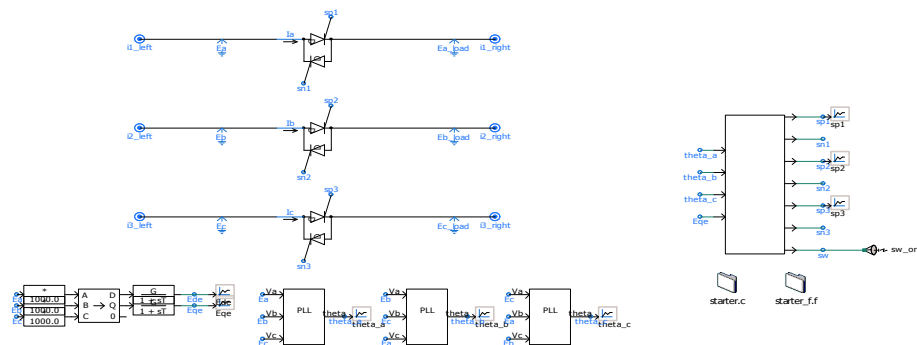 sp1
Ia
i1_left
Ea
Ea_load
i1_right
sn1
sp2
Ib
i2_left
Eb
Eb_load
i2_right
sn2
sp3
Ic
i3_left
Ec
Ec_load
i3_right
sn3
theta_a
theta_b
theta_c
Eqe
sp1
sn1
sp2
sn2
sp3
sn3
sw
starter.c
starter_f.f
1000.0
1000.0
1000.0
A
B
C
D
Q
0
G
1 + sT
1 + sT
Ede
Eqe
Eqe
Va
Ea
Vb
Eb
Vc
Ec
PLL
theta
theta_a
Va
Eb
Vb
Ec
Vc
Ea
PLL
theta
theta_b
Va
Ec
Vb
Ea
Vc
Eb
PLL
theta
theta_c